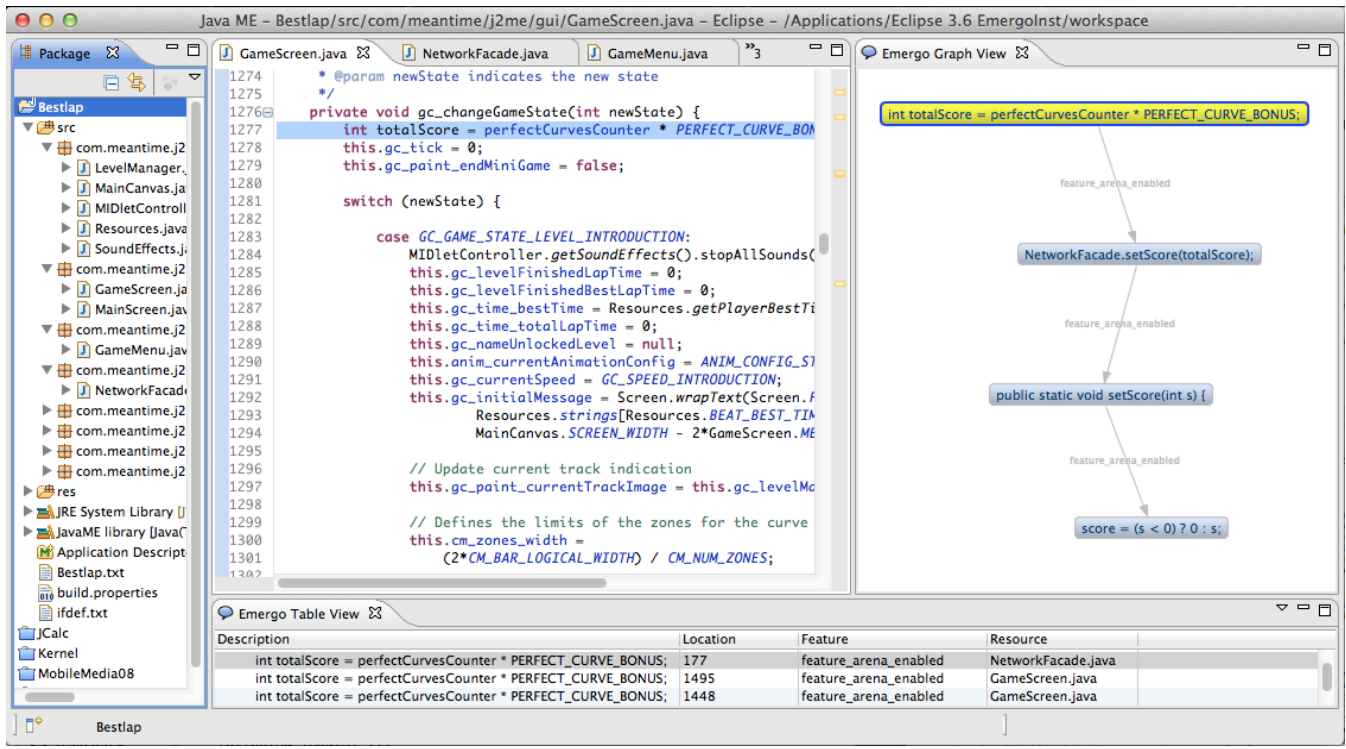 Java ME – Bestlap/src/com/meantime/j2me/gui/GameScreen.java – Eclipse – /Applications/Eclipse 3.6 EmergoInst/workspace
Package
Bestlap
src
com.meantime.j2
LevelManager.
MainCanvas.ja
MIDletControll
Resources.java
SoundEffects.ja
com.meantime.j2
GameScreen.ja
MainScreen.jav
com.meantime.j2
GameMenu.jav
com.meantime.j2
NetworkFacade
com.meantime.j2
com.meantime.j2
com.meantime.j2
com.meantime.j2
res
JRE System Library [J
JavaME library [Java(
Application Descript
Bestlap.txt
build.properties
ifdef.txt
JCalc
Kernel
MobileMedia08
GameScreen.java NetworkFacade.java GameMenu.java »3
1274 * @param newState indicates the new state
1275 */
1276 private void gc_changeGameState(int newState) {
1277 int totalScore = perfectCurvesCounter * PERFECT_CURVE_BON
1278 this.gc_tick = 0;
1279 this.gc_paint_endMiniGame = false;
1280
1281 switch (newState) {
1282
1283 case GC_GAME_STATE_LEVEL_INTRODUCTION:
1284 MIDletController.getSoundEffects().stopAllSounds(
1285 this.gc_levelFinishedLapTime = 0;
1286 this.gc_levelFinishedBestLapTime = 0;
1287 this.gc_time_bestTime = Resources.getPlayerBestTi
1288 this.gc_time_totalLapTime = 0;
1289 this.gc_nameUnlockedLevel = null;
1290 this.anim_currentAnimationConfig = ANIM_CONFIG_ST
1291 this.gc_currentSpeed = GC_SPEED_INTRODUCTION;
1292 this.gc_initialMessage = Screen.wrapText(Screen.F
1293 Resources.strings[Resources.BEAT_BEST_TIM
1294 MainCanvas.SCREEN_WIDTH - 2*GameScreen.ME
1295
1296 // Update current track indication
1297 this.gc_paint_currentTrackImage = this.gc_levelMa
1298
1299 // Defines the limits of the zones for the curve
1300 this.cm_zones_width =
1301 (2*CM_BAR_LOGICAL_WIDTH) / CM_NUM_ZONES;
1302
Emergo Graph View
int totalScore = perfectCurvesCounter * PERFECT_CURVE_BONUS;
feature_arena_enabled
NetworkFacade.setScore(totalScore);
feature_arena_enabled
public static void setScore(int s) {
feature_arena_enabled
score = (s < 0) ? 0 : s;
Emergo Table View
Description Location Feature Resource
int totalScore = perfectCurvesCounter * PERFECT_CURVE_BONUS; 177 feature_arena_enabled NetworkFacade.java
int totalScore = perfectCurvesCounter * PERFECT_CURVE_BONUS; 1495 feature_arena_enabled GameScreen.java
int totalScore = perfectCurvesCounter * PERFECT_CURVE_BONUS; 1448 feature_arena_enabled GameScreen.java
Bestlap